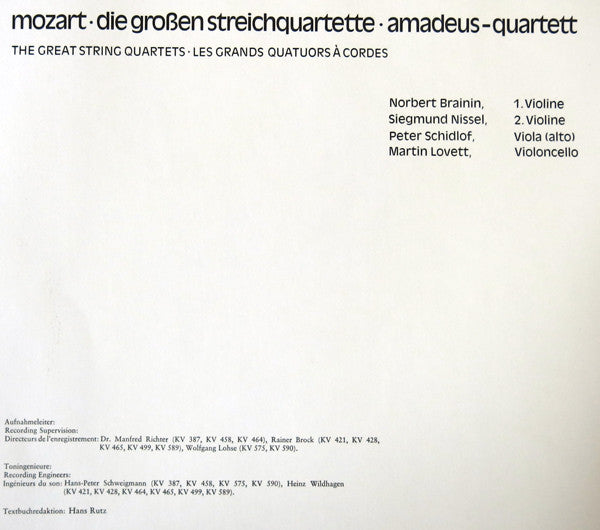 mozart · die großen streichquartette · amadeus-quartett
THE GREAT STRING QUARTETS · LES GRANDS QUATUORS À CORDES
Norbert Brainin, 1. Violine
Siegmund Nissel, 2. Violine
Peter Schidlof, Viola (alto)
Martin Lovett, Violoncello
Aufnahmeleiter:
Recording Supervision:
Directeurs de l'enregistrement: Dr. Manfred Richter (KV 387, KV 458, KV 464), Rainer Brock (KV 421, KV 428,
KV 465, KV 499, KV 589), Wolfgang Lohse (KV 575, KV 590).
Toningenieure:
Recording Engineers:
Ingénieurs du son: Hans-Peter Schweigmann (KV 387, KV 458, KV 575, KV 590), Heinz Wildhagen
(KV 421, KV 428, KV 464, KV 465, KV 499, KV 589).
Textbuchredaktion: Hans Rutz